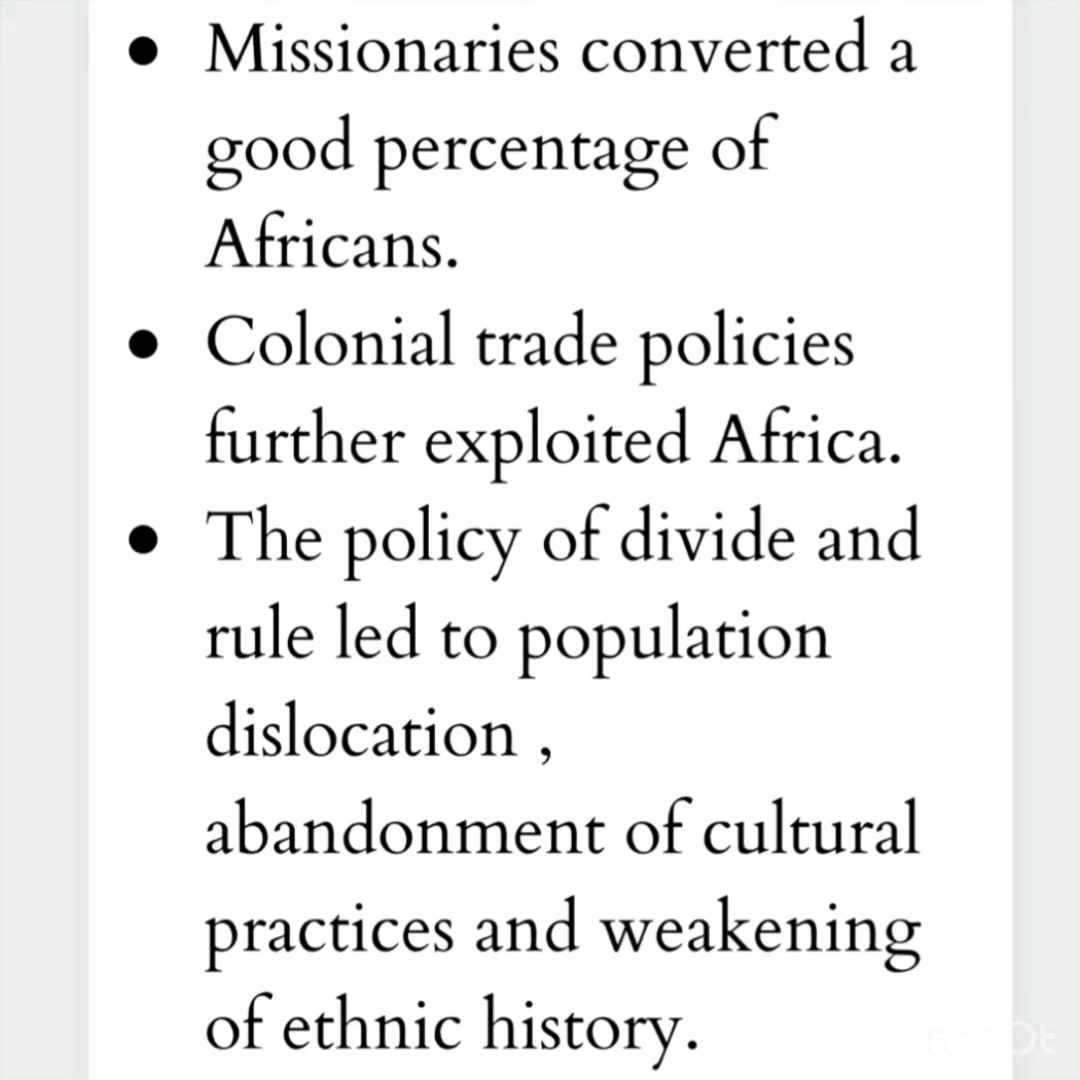 • Missionaries converted a
good percentage of
Africans.
• Colonial trade policies
further exploited Africa.
• The policy of divide and
rule led to population
dislocation ,
abandonment of cultural
practices and weakening
of ethnic history.